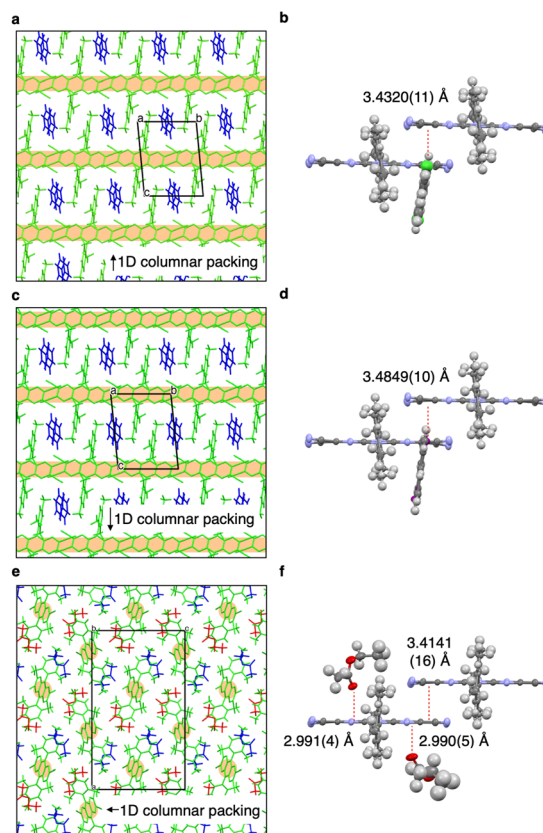 a
b
3.4320(11) Å
a
b
c
1D columnar packing
c
d
3.4849(10) Å
a
b
c
1D columnar packing
e
f
3.4141
(16) Å
2.991(4) Å
2.990(5) Å
a
1D columnar packing